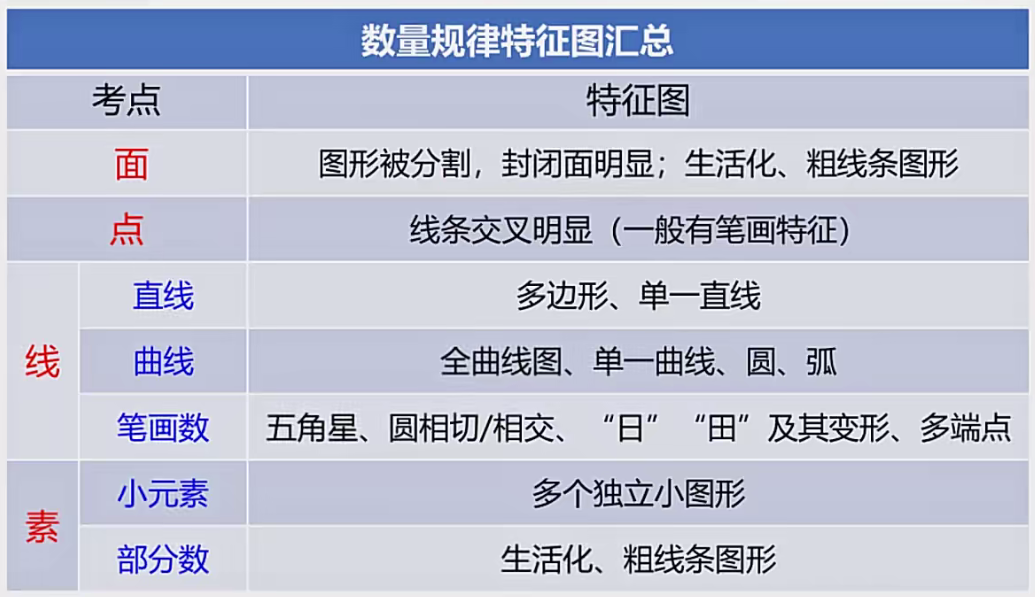 数量规律特征图汇总
考点 特征图
面 图形被分割，封闭面明显；生活化、粗线条图形
点 线条交叉明显（一般有笔画特征）
线 直线 多边形、单一直线
曲线 全曲线图、单一曲线、圆、弧
笔画数 五角星、圆相切/相交、“日”“田”及其变形、多端点
素 小元素 多个独立小图形
部分数 生活化、粗线条图形